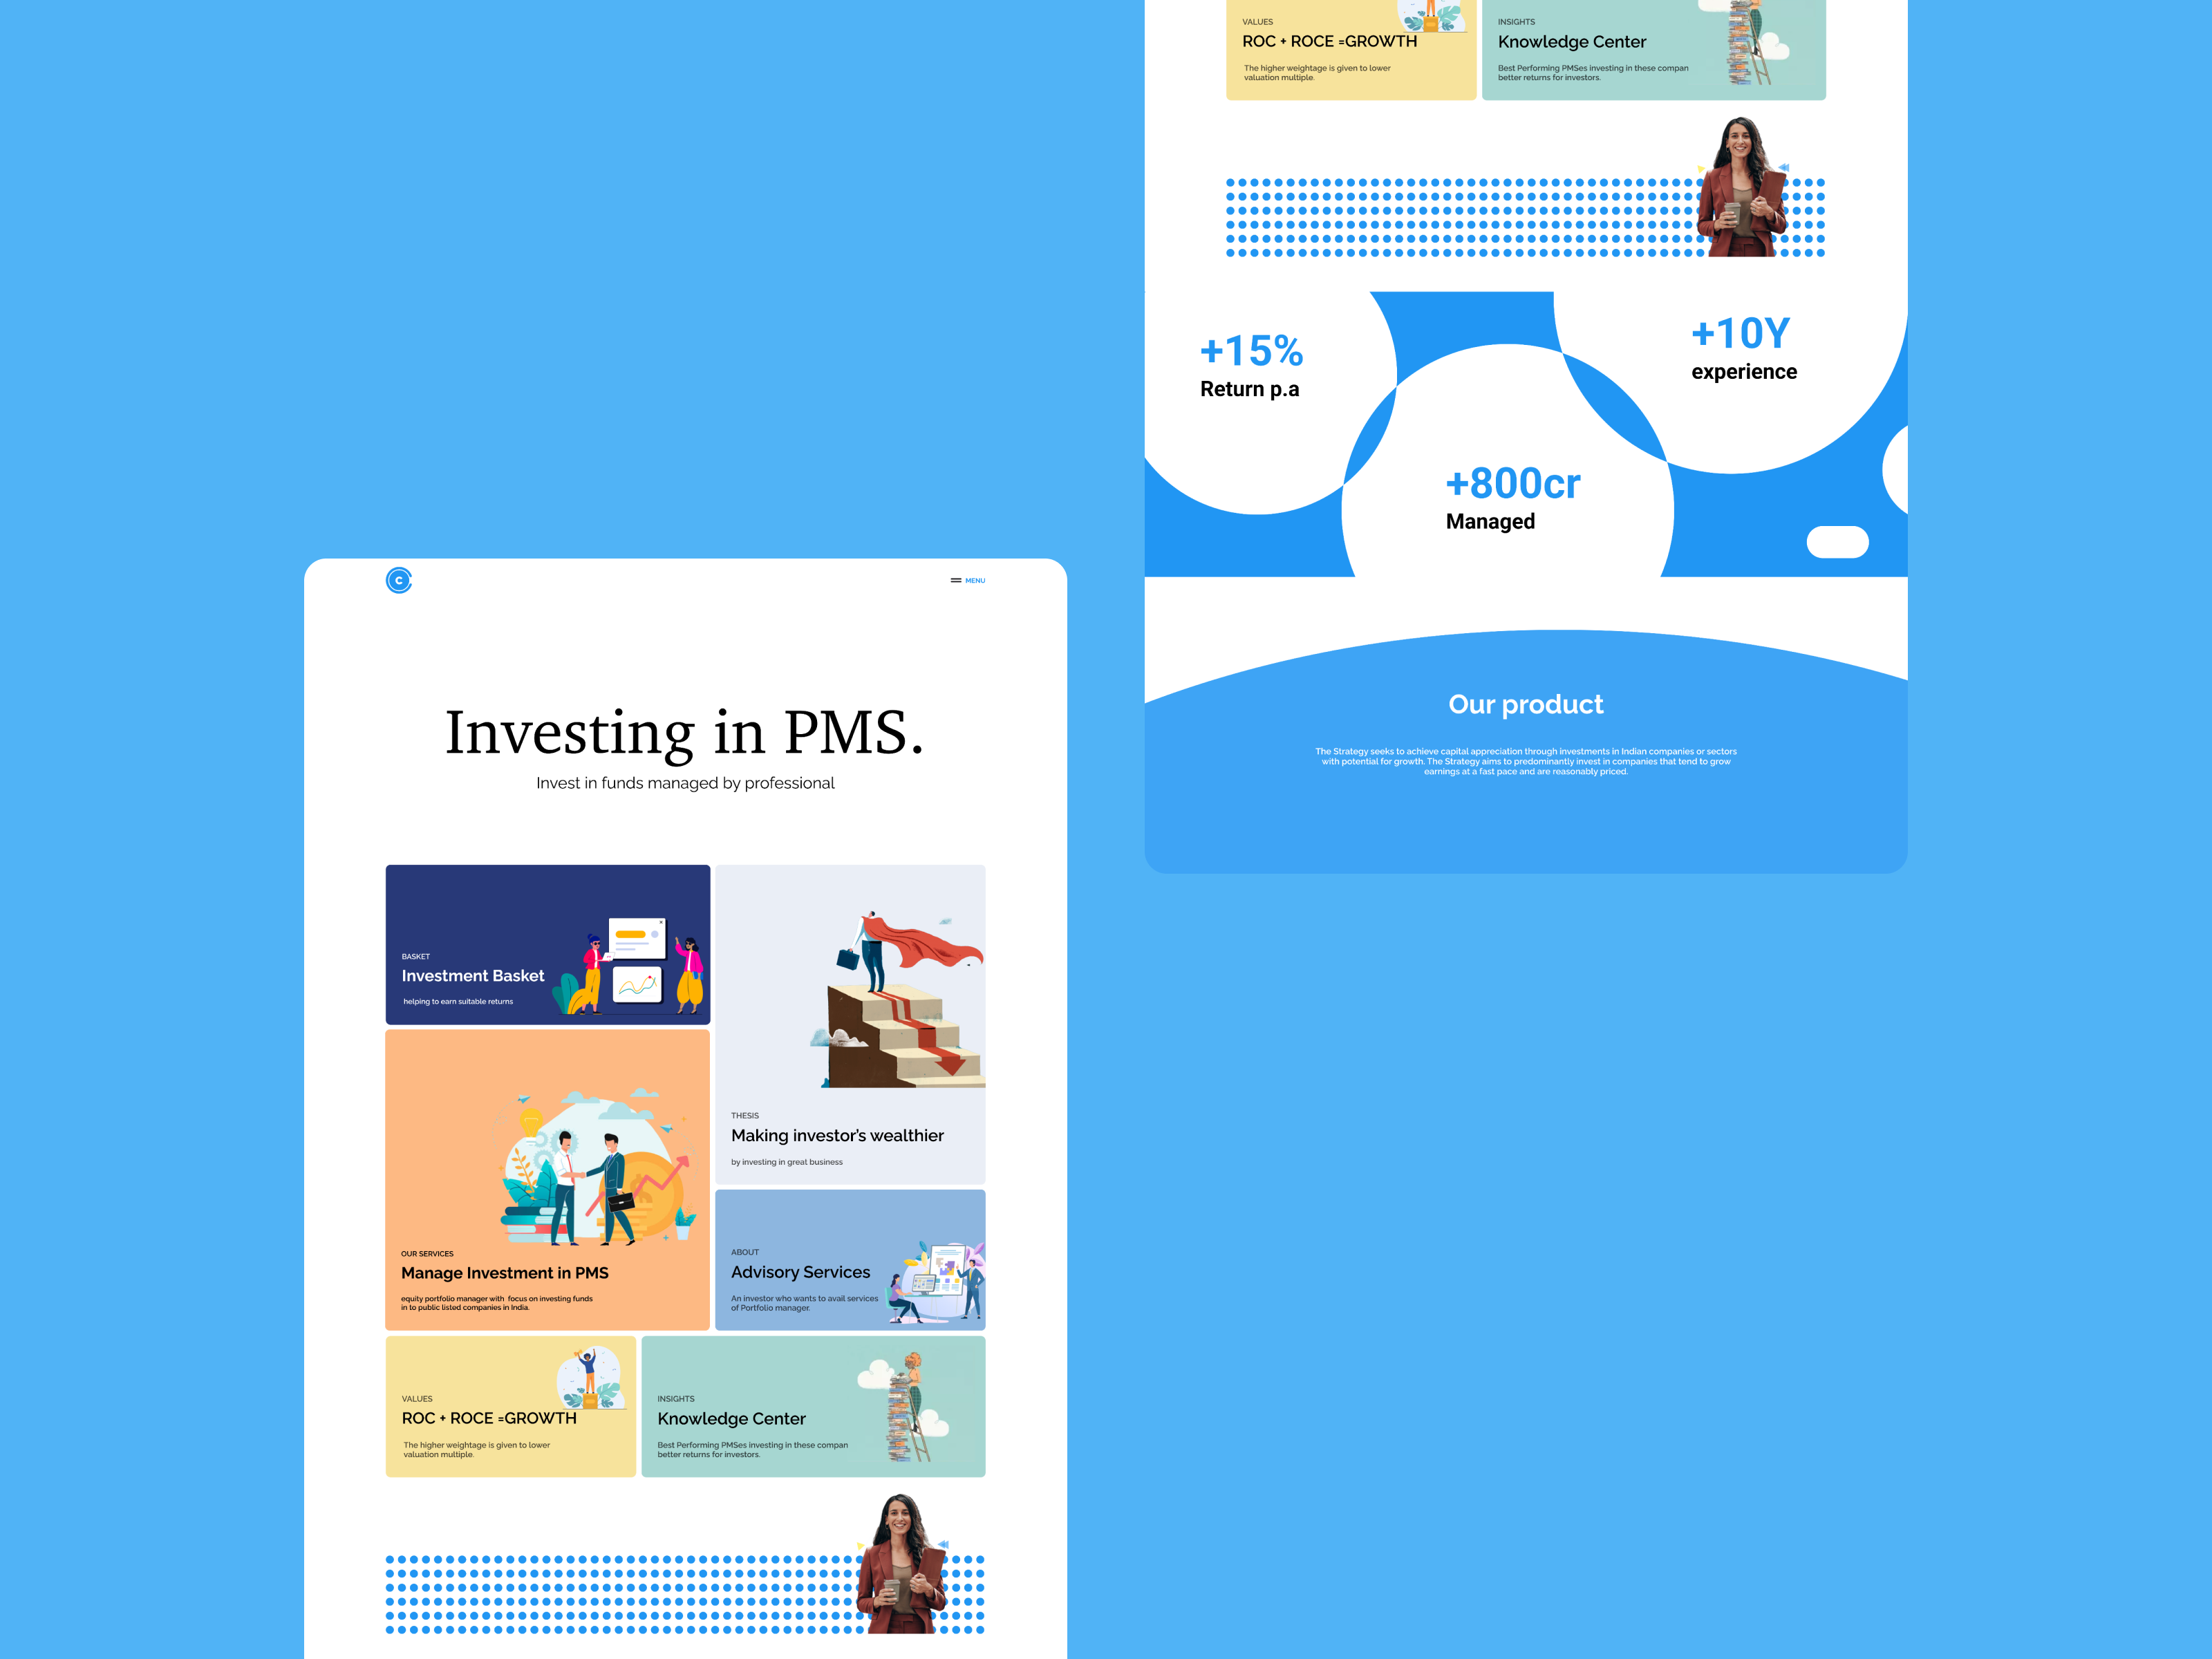 C
MENU
Investing in PMS.
Invest in funds managed by professional
BASKET
Investment Basket
helping to earn suitable returns
THESIS
Making investor’s wealthier
by investing in great business
OUR SERVICES
Manage Investment in PMS
equity portfolio manager with focus on investing funds
in to public listed companies in India.
ABOUT
Advisory Services
An investor who wants to avail services
of Portfolio manager.
VALUES
ROC + ROCE =GROWTH
The higher weightage is given to lower
valuation multiple.
INSIGHTS
Knowledge Center
Best Performing PMSes investing in these compan
better returns for investors.
VALUES
ROC + ROCE =GROWTH
The higher weightage is given to lower
valuation multiple.
INSIGHTS
Knowledge Center
Best Performing PMSes investing in these compan
better returns for investors.
+15%
Return p.a
+10Y
experience
+800cr
Managed
Our product
The Strategy seeks to achieve capital appreciation through investments in Indian companies or sectors
with potential for growth. The Strategy aims to predominantly invest in companies that tend to grow
earnings at a fast pace and are reasonably priced.